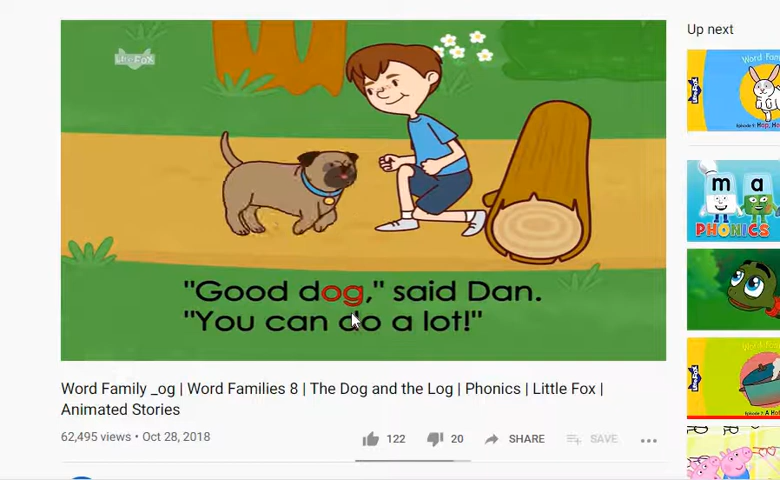 Up next
LittleFox
"Good dog," said Dan.
"You can do a lot!"
Word Family _og | Word Families 8 | The Dog and the Log | Phonics | Little Fox |
Animated Stories
62,495 views • Oct 28, 2018
122
20
SHARE
SAVE
m a
PHONICS